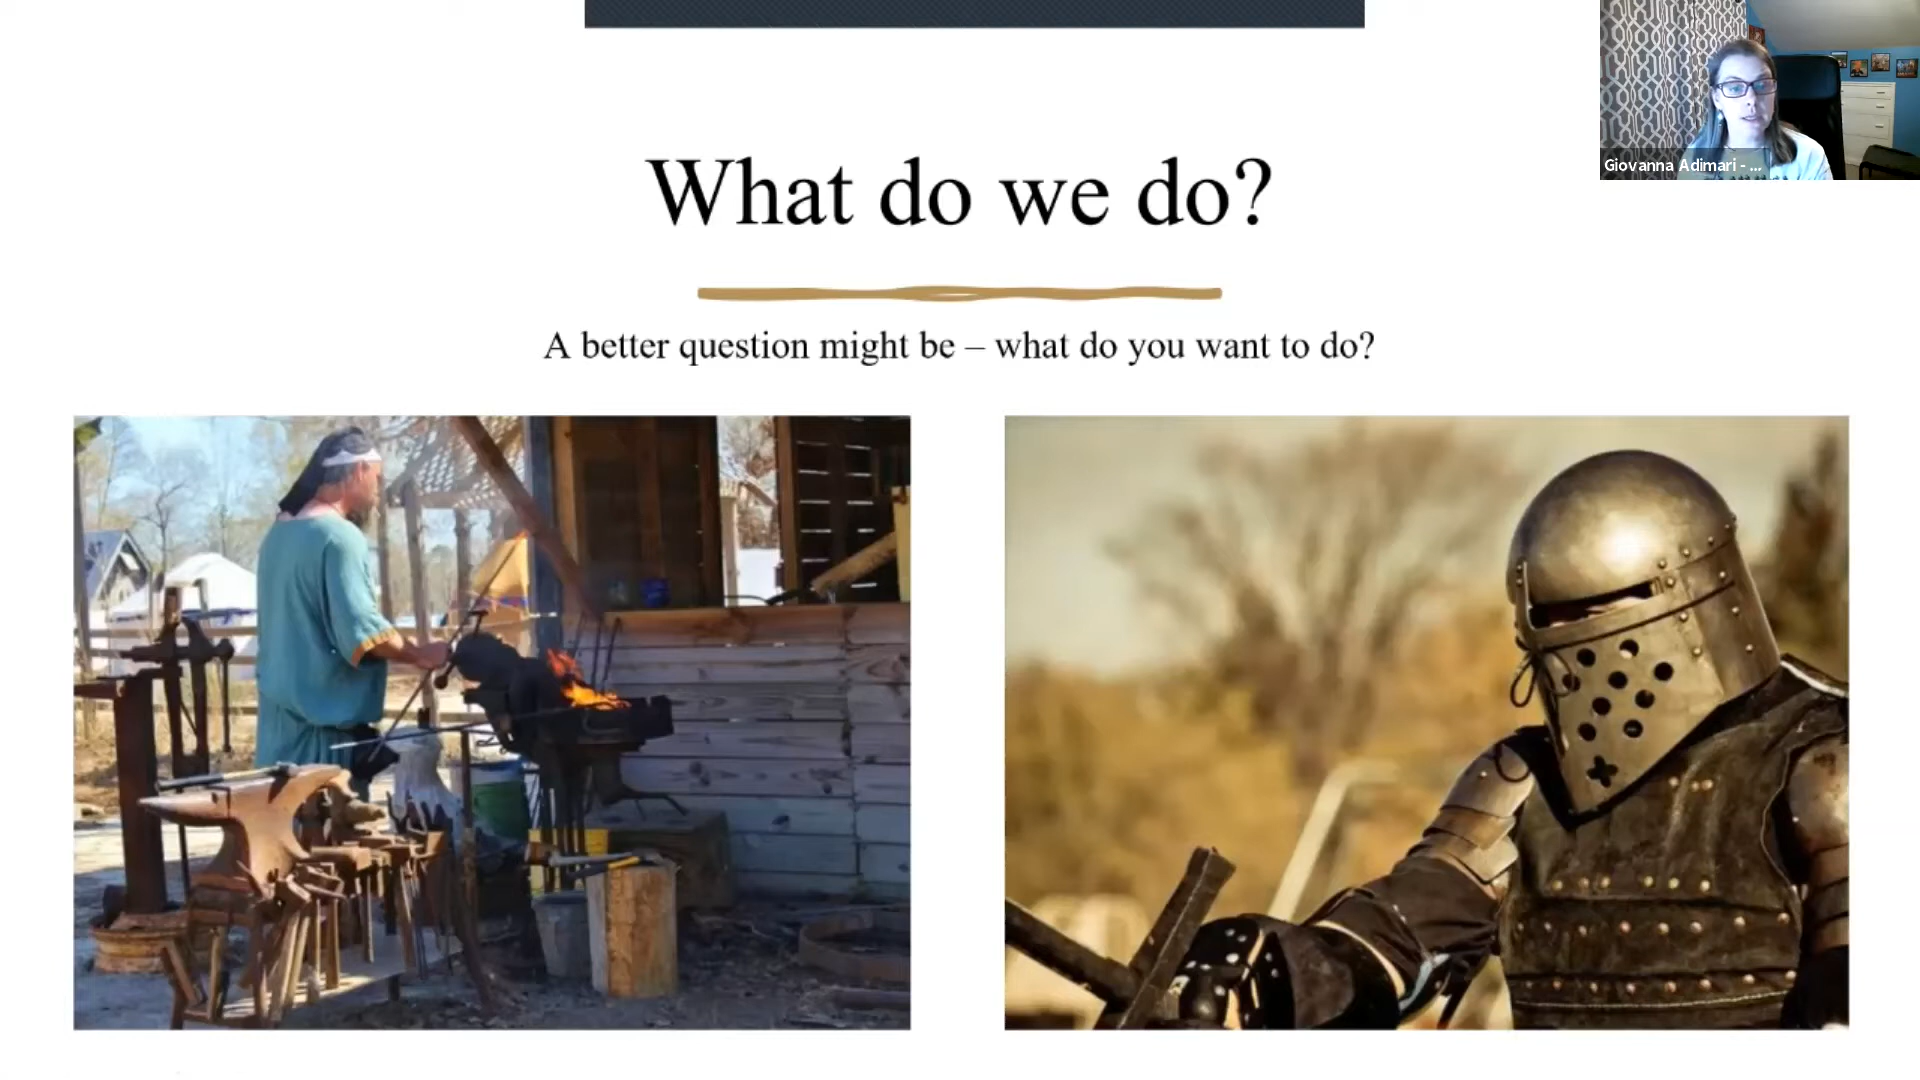 What do we do?
A better question might be – what do you want to do?
Giovanna Adimari - ...